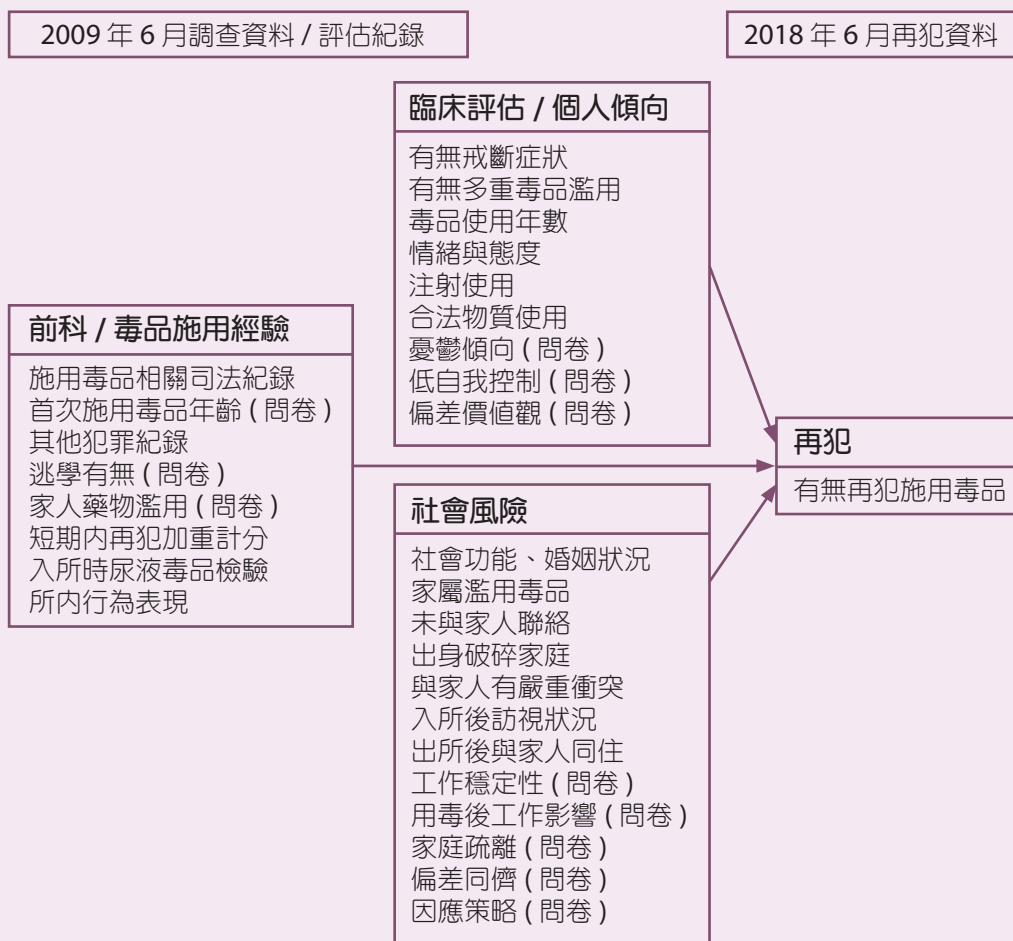 2009 年 6 月調查資料 / 評估紀錄
2018 年 6 月再犯資料
臨床評估 / 個人傾向
有無戒斷症狀
有無多重毒品濫用
毒品使用年數
情緒與態度
注射使用
合法物質使用
憂鬱傾向 ( 問卷 )
低自我控制 ( 問卷 )
偏差價值觀 ( 問卷 )
前科 / 毒品施用經驗
施用毒品相關司法紀錄
首次施用毒品年齡 ( 問卷 )
其他犯罪紀錄
逃學有無 ( 問卷 )
家人藥物濫用 ( 問卷 )
短期內再犯加重計分
入所時尿液毒品檢驗
所內行為表現
再犯
有無再犯施用毒品
社會風險
社會功能、婚姻狀況
家屬濫用毒品
未與家人聯絡
出身破碎家庭
與家人有嚴重衝突
入所後訪視狀況
出所後與家人同住
工作穩定性 ( 問卷 )
用毒後工作影響 ( 問卷 )
家庭疏離 ( 問卷 )
偏差同儕 ( 問卷 )
因應策略 ( 問卷 )